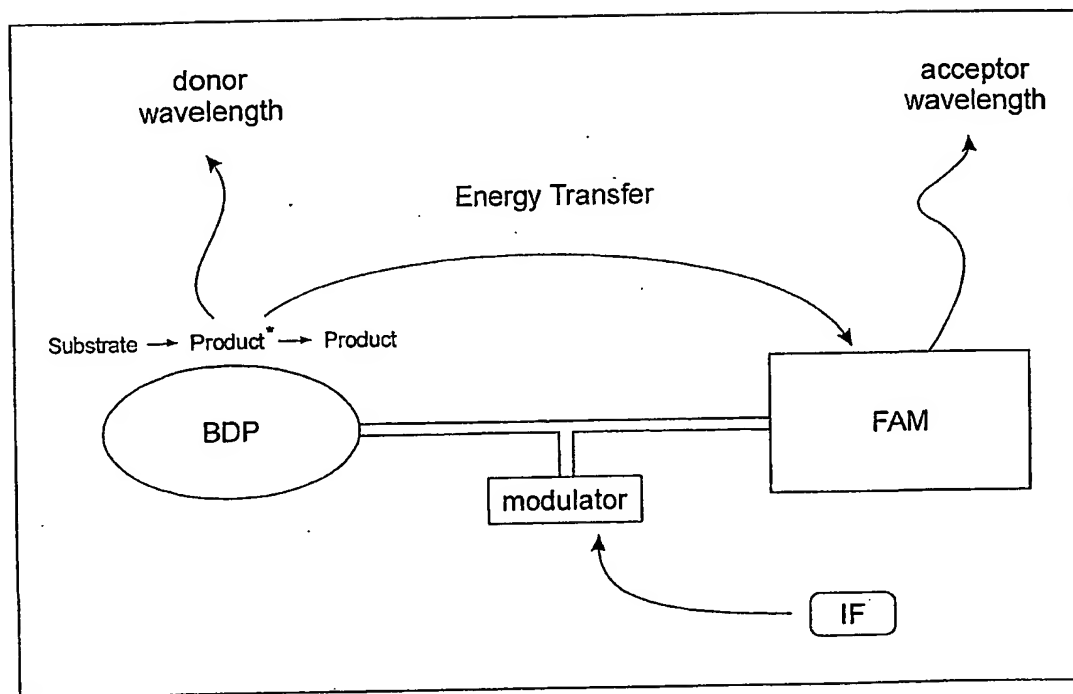 donor
wavelength
acceptor
wavelength
Energy Transfer
Substrate → Product* → Product
BDP
FAM
modulator
IF